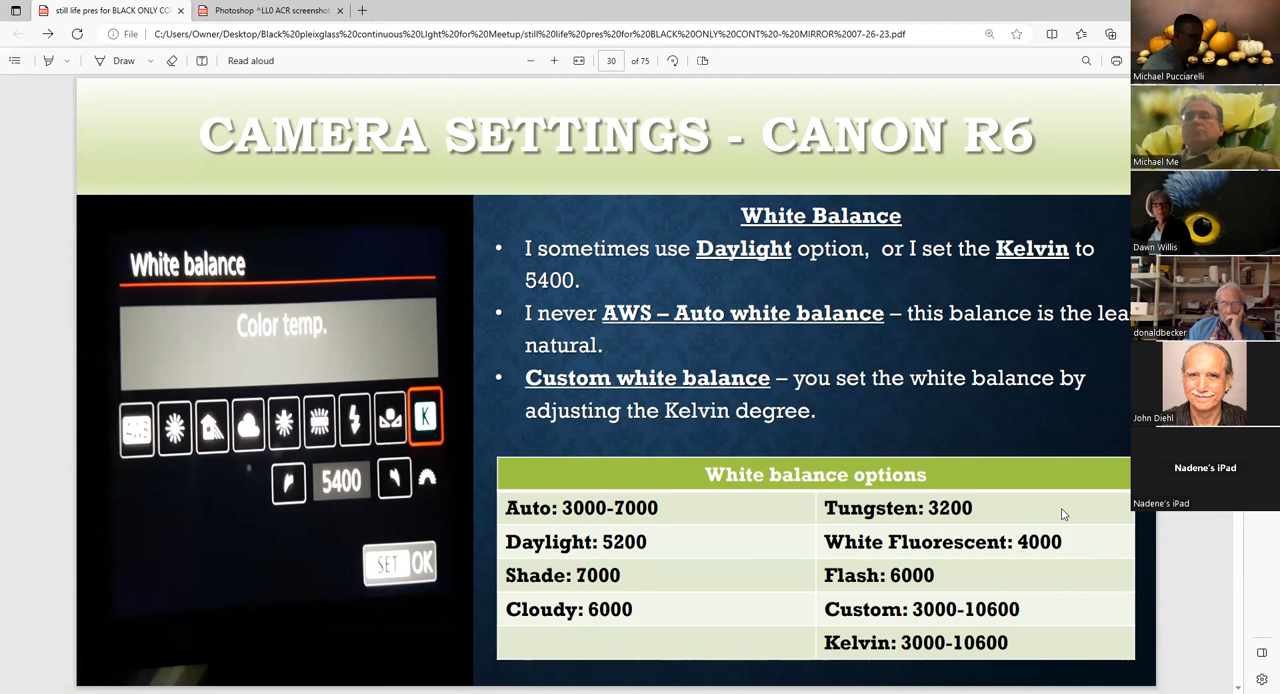 still life pres for BLACK ONLY CO
Photoshop ^LL0 ACR screenshot
File
C:/Users/Owner/Desktop/Black%20pleixglass%20continuous%20LIght%20for%20Meetup/still%20life%20pres%20for%20BLACK%20ONLY%20CONT%20-%20MIRROR%2007-26-23.pdf
Draw
Read aloud
30
of 75
CAMERA SETTINGS - CANON R6
White balance
Color temp.
AWB
K
5400
SET OK
White Balance
• I sometimes use Daylight option, or I set the Kelvin to
5400.
• I never AWS – Auto white balance – this balance is the lea
natural.
• Custom white balance – you set the white balance by
adjusting the Kelvin degree.
White balance options
Auto: 3000-7000 Tungsten: 3200
Daylight: 5200 White Fluorescent: 4000
Shade: 7000 Flash: 6000
Cloudy: 6000 Custom: 3000-10600
Kelvin: 3000-10600
Michael Pucciarelli
Michael Me
Dawn Willis
donaldbecker
John Diehl
Nadene's iPad
Nadene's iPad